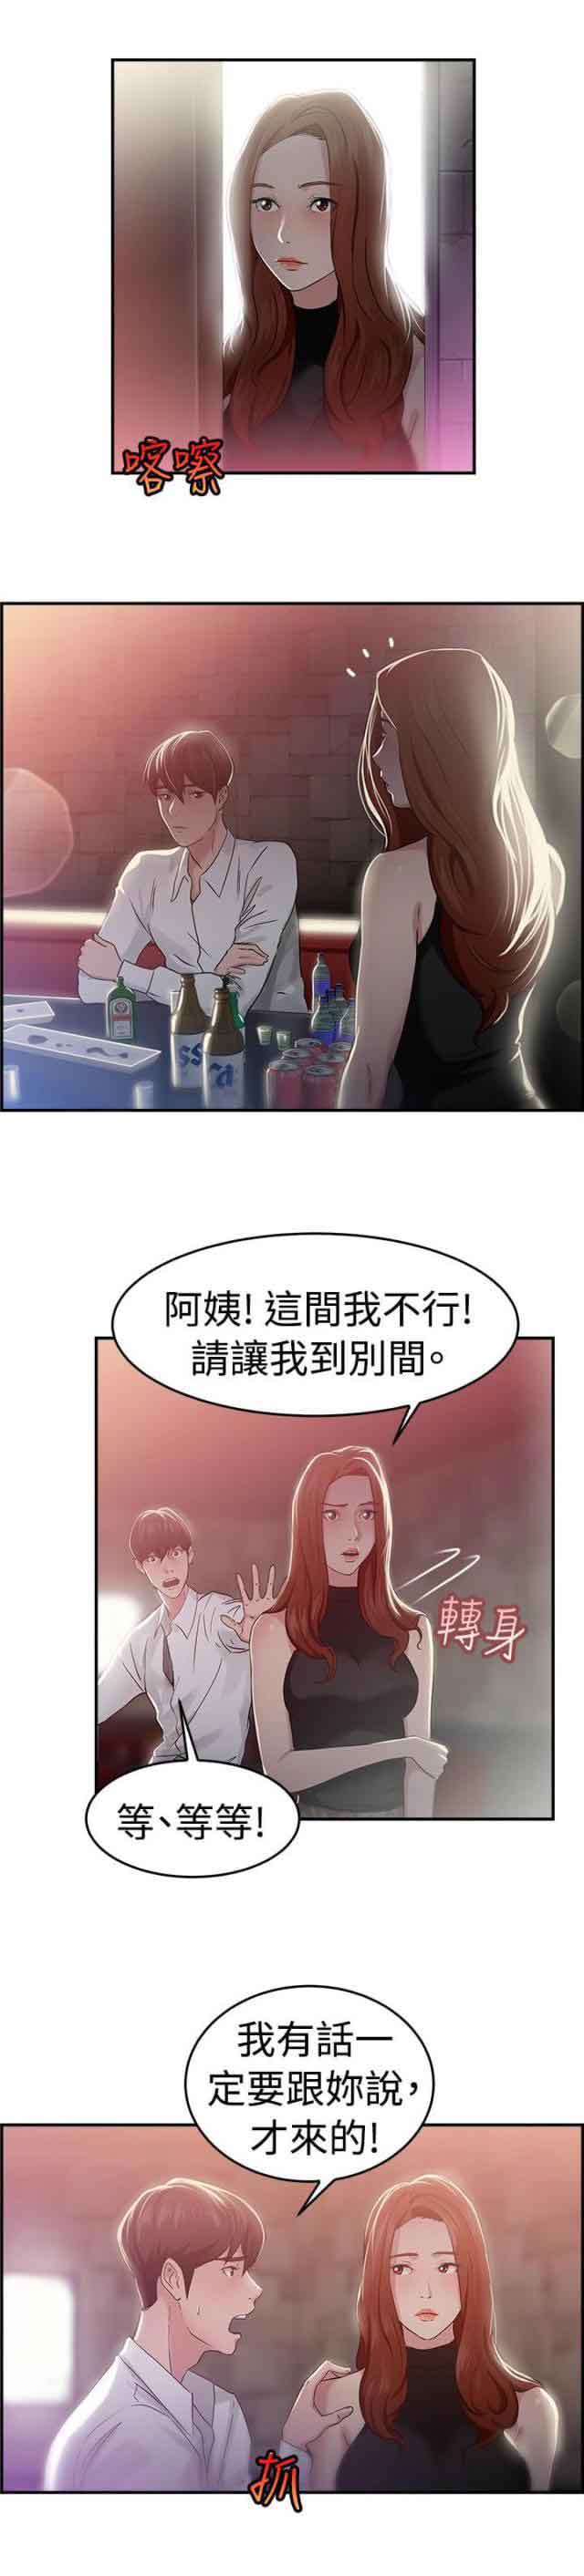 喀嚓
阿姨! 這間我不行!
請讓我到別間。
轉身
等、等等!
我有話一
定要跟妳說,
才來的!
抓